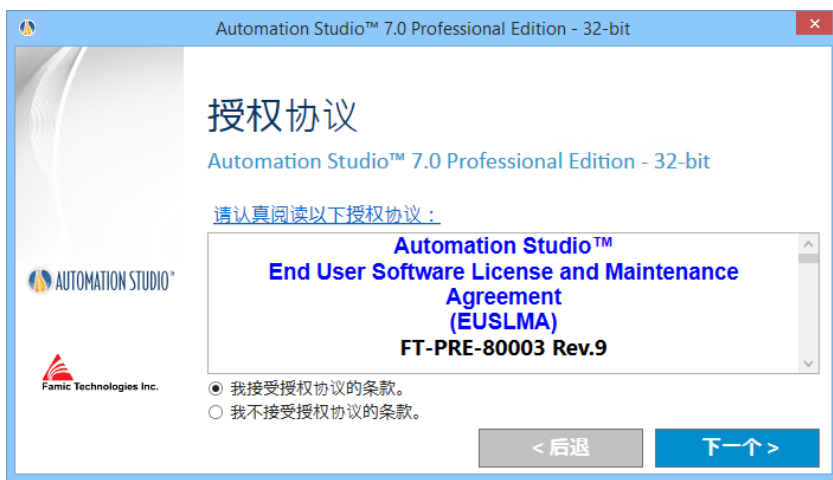 Automation Studio™ 7.0 Professional Edition - 32-bit
授权协议
Automation Studio™ 7.0 Professional Edition - 32-bit
请认真阅读以下授权协议：
Automation Studio™
End User Software License and Maintenance
Agreement
(EUSLMA)
FT-PRE-80003 Rev.9
AUTOMATION STUDIO™
Famic Technologies Inc.
我接受授权协议的条款。
我不接受授权协议的条款。
< 后退
下一个 >